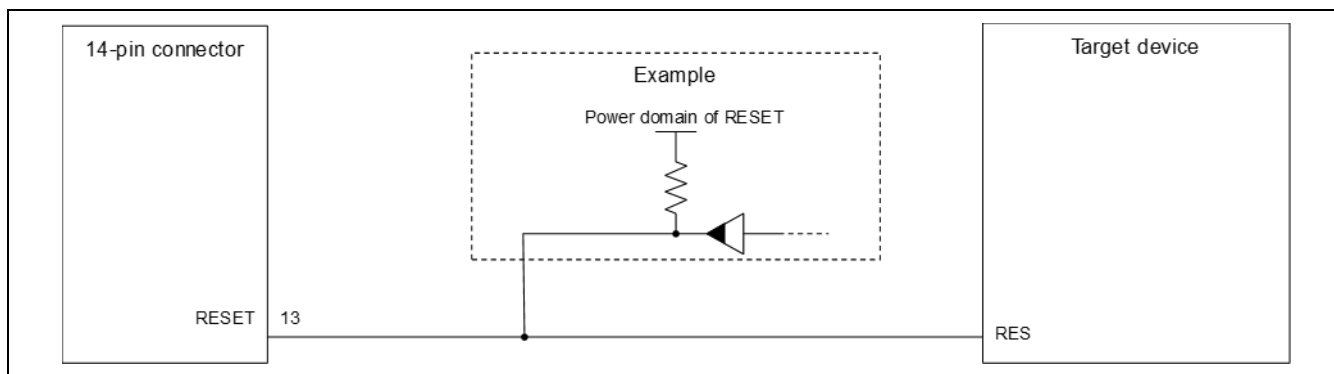 14-pin connector
Target device
Example
Power domain of RESET
RESET 13
RES